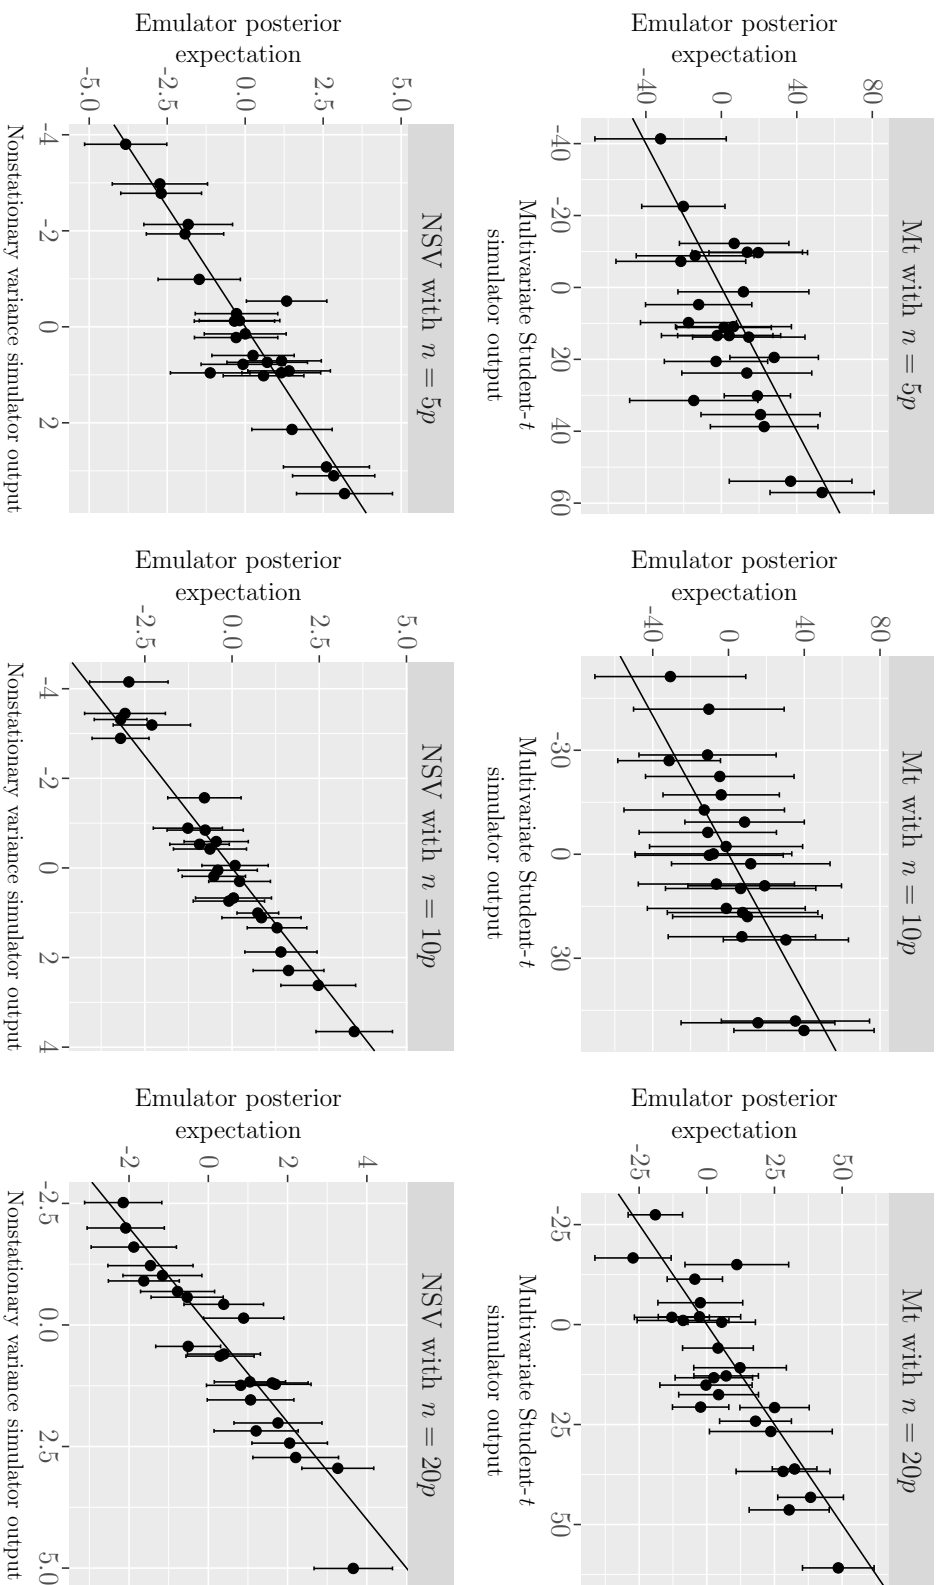 Mt with n = 5p
Emulator posterior
expectation
80
40
0
-40
-40 -20 0 20 40 60
Multivariate Student-t
simulator output
Mt with n = 10p
Emulator posterior
expectation
80
40
0
-40
-30 0 30
Multivariate Student-t
simulator output
Mt with n = 20p
Emulator posterior
expectation
50
25
0
-25
-25 0 25 50
Multivariate Student-t
simulator output
NSV with n = 5p
Emulator posterior
expectation
5.0
2.5
0.0
-2.5
-5.0
-4 -2 0 2
Nonstationary variance simulator output
NSV with n = 10p
Emulator posterior
expectation
5.0
2.5
0.0
-2.5
-4 -2 0 2 4
Nonstationary variance simulator output
NSV with n = 20p
Emulator posterior
expectation
4
2
0
-2
-2.5 0.0 2.5 5.0
Nonstationary variance simulator output